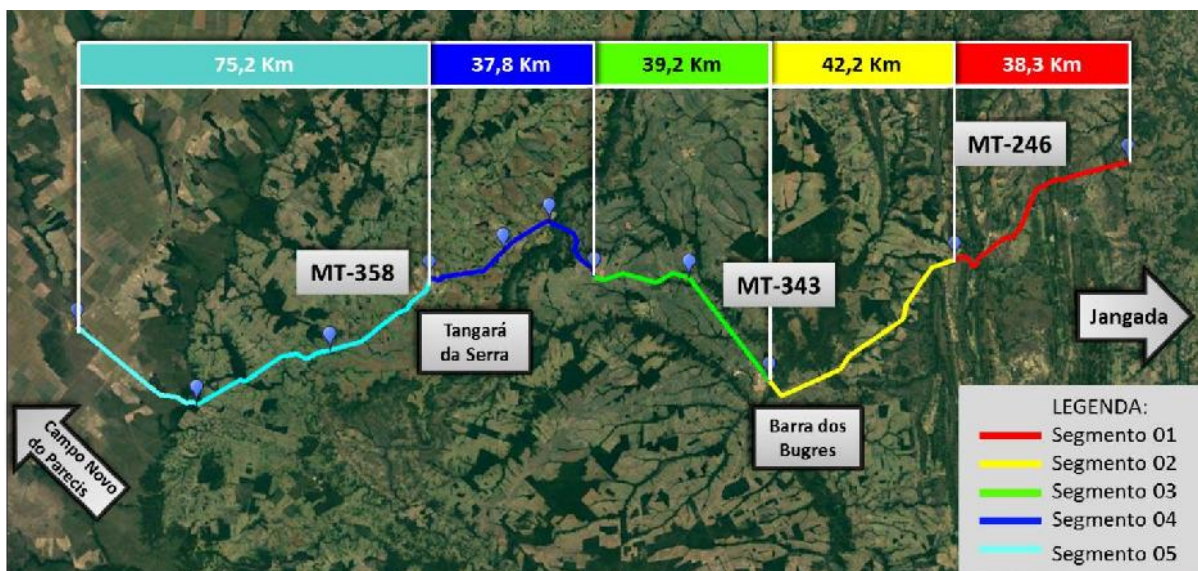 75,2 Km
37,8 Km
39,2 Km
42,2 Km
38,3 Km
MT-246
MT-358
MT-343
Jangada
Tangará
da Serra
Barra dos
Bugres
Campo Novo
do Parecis
LEGENDA:
Segmento 01
Segmento 02
Segmento 03
Segmento 04
Segmento 05